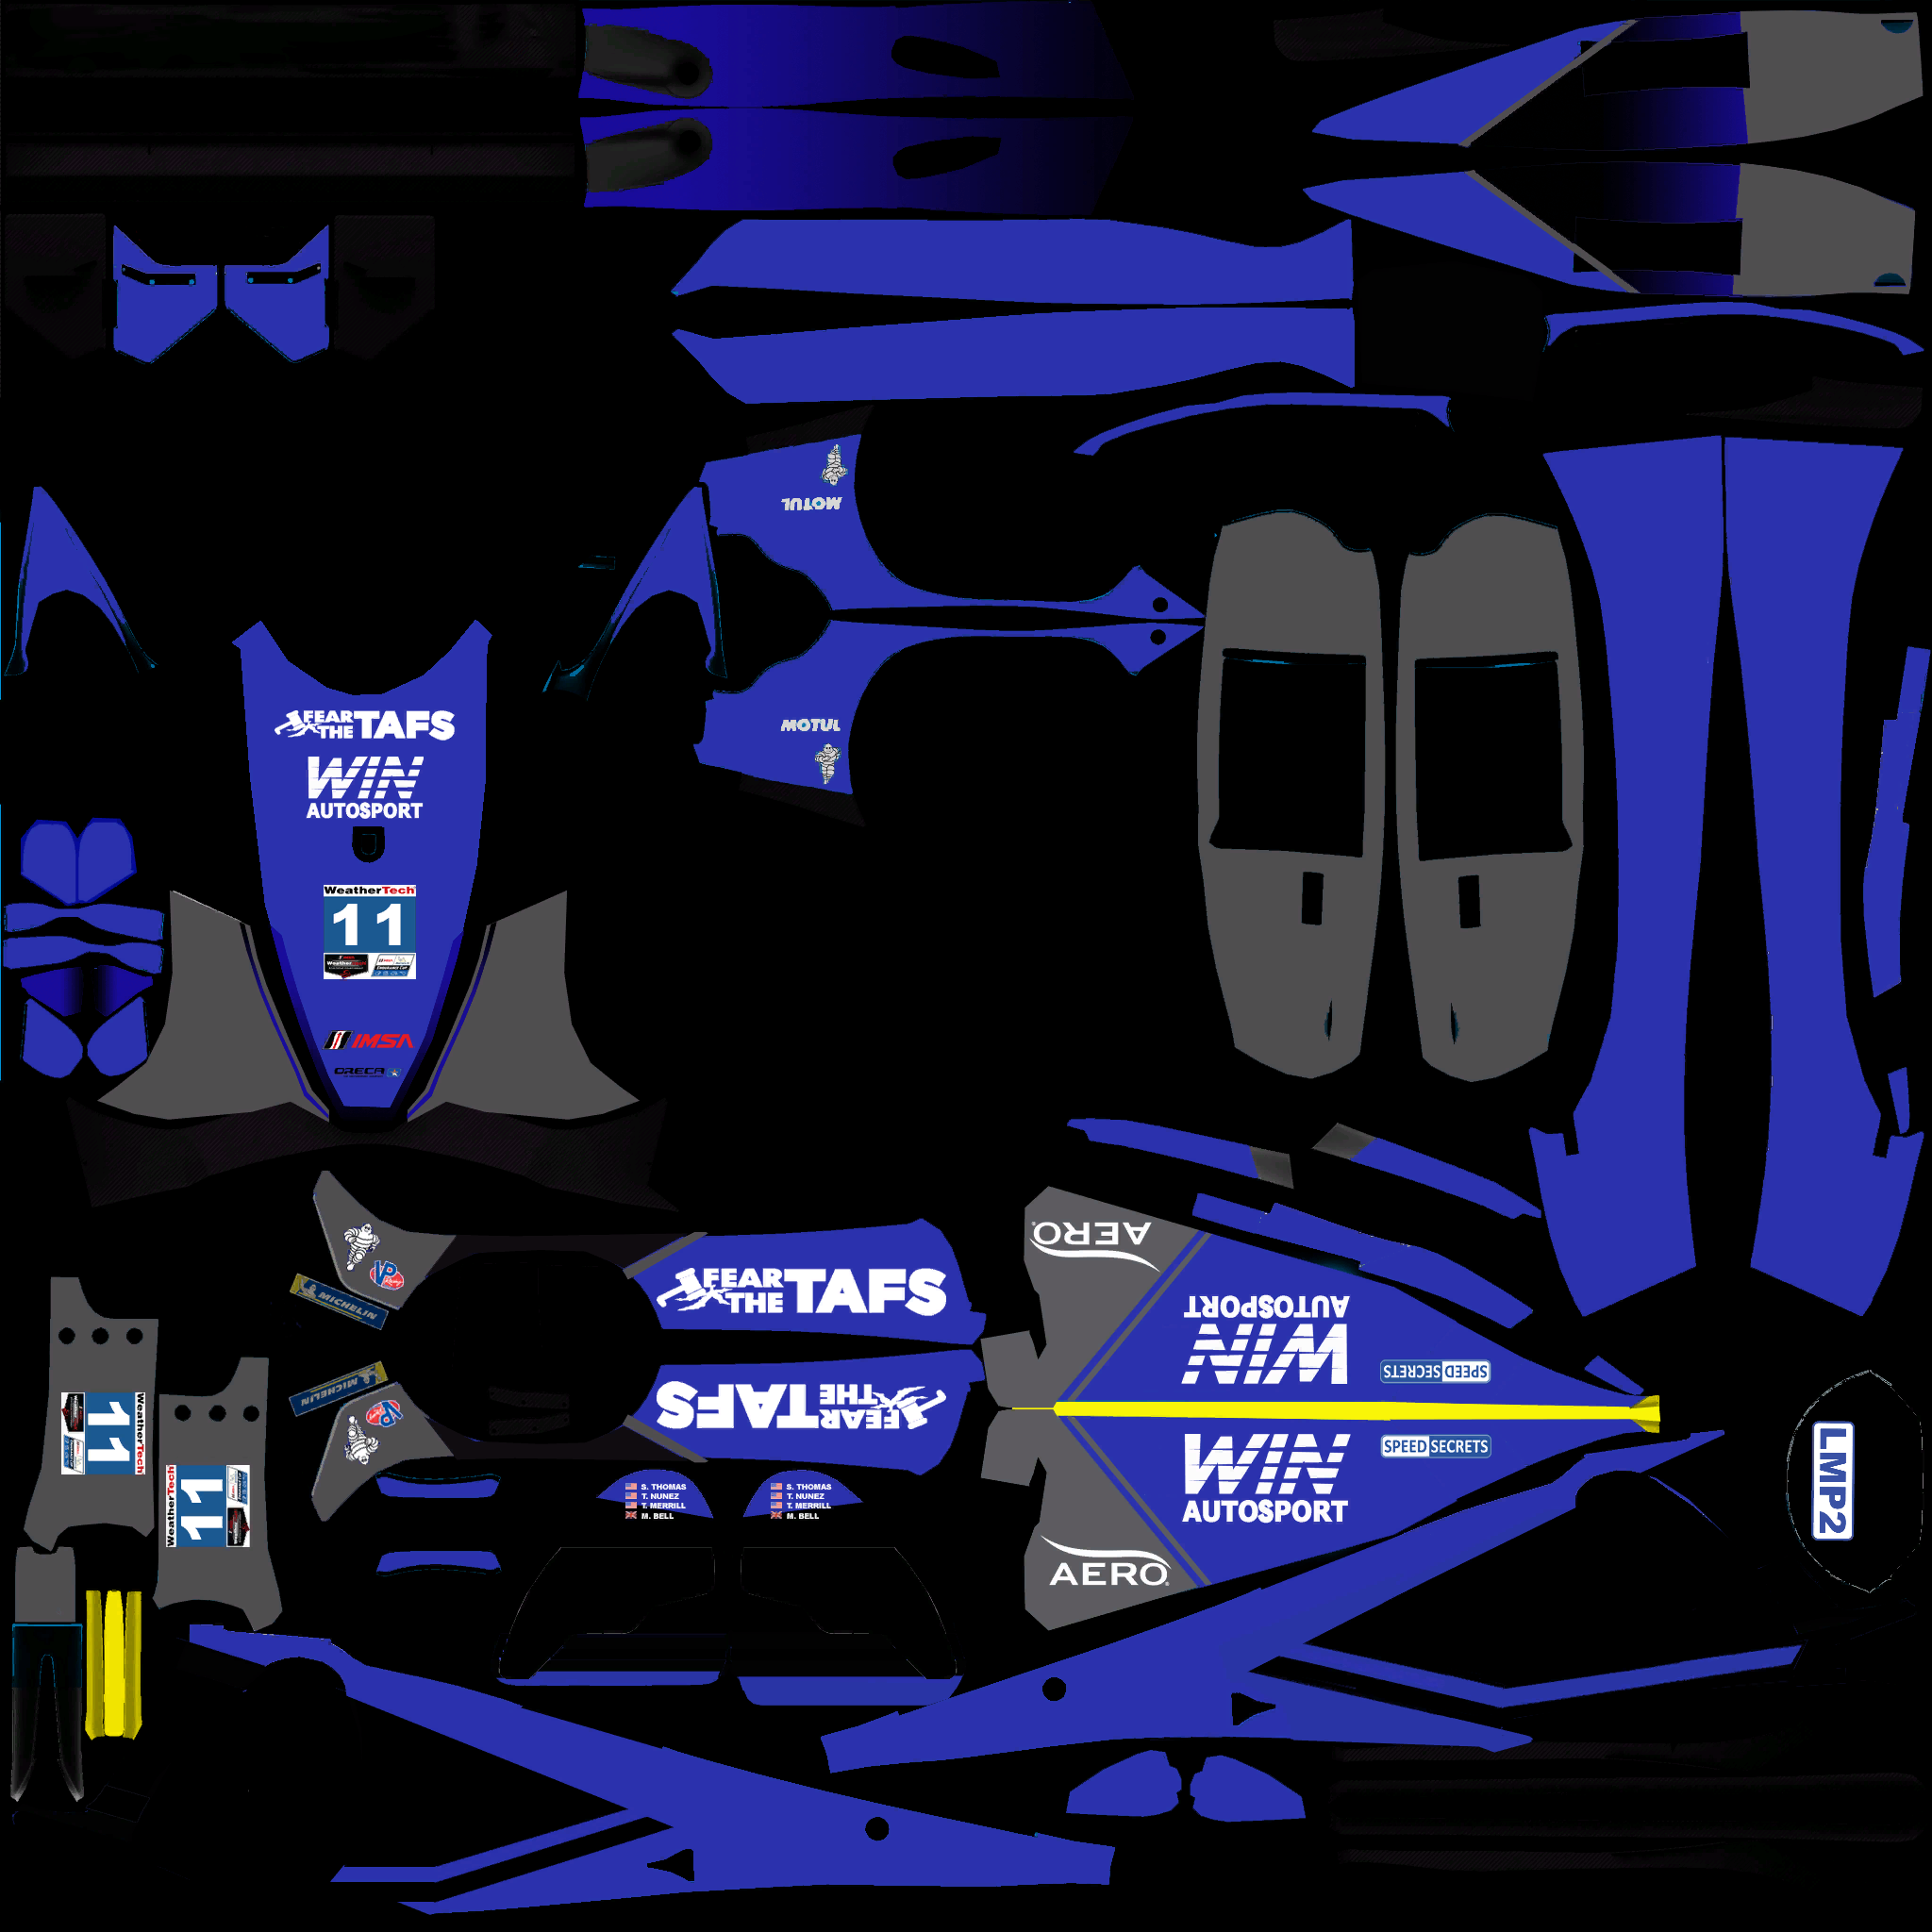 MOTUL
FEAR THE TAFS
MOTUL
WIN
AUTOSPORT
WeatherTech
11
IMSA
ORECA
AERO
FEAR THE TAFS
MICHELIN
VP
WIN
AUTOSPORT
SPEED SECRETS
MICHELIN
VP
FEAR THE TAFS
WeatherTech
11
SPEED SECRETS
WIN
AUTOSPORT
LMP2
WeatherTech
11
S. THOMAS
T. NUNEZ
T. MERRILL
M. BELL
S. THOMAS
T. NUNEZ
T. MERRILL
M. BELL
AERO